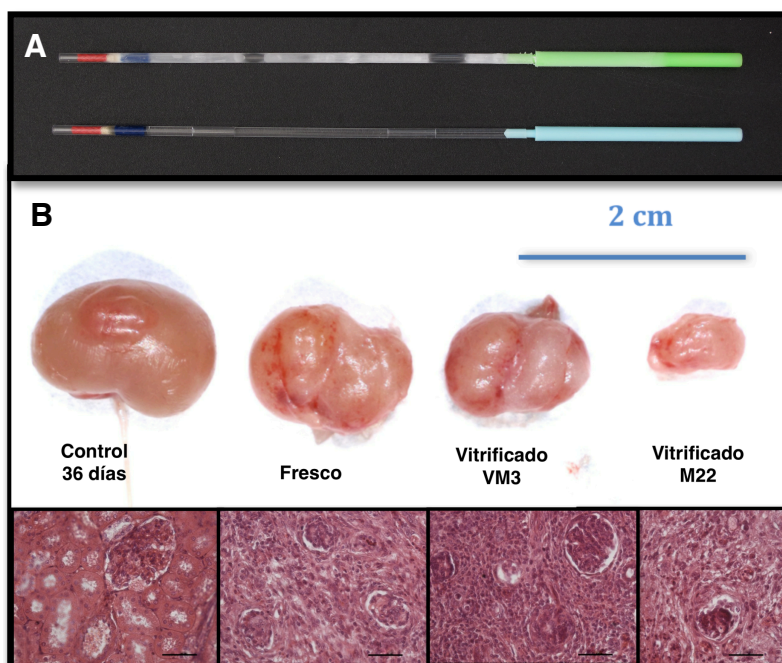 A
B
2 cm
Control
36 días
Fresco
Vitrificado
VM3
Vitrificado
M22